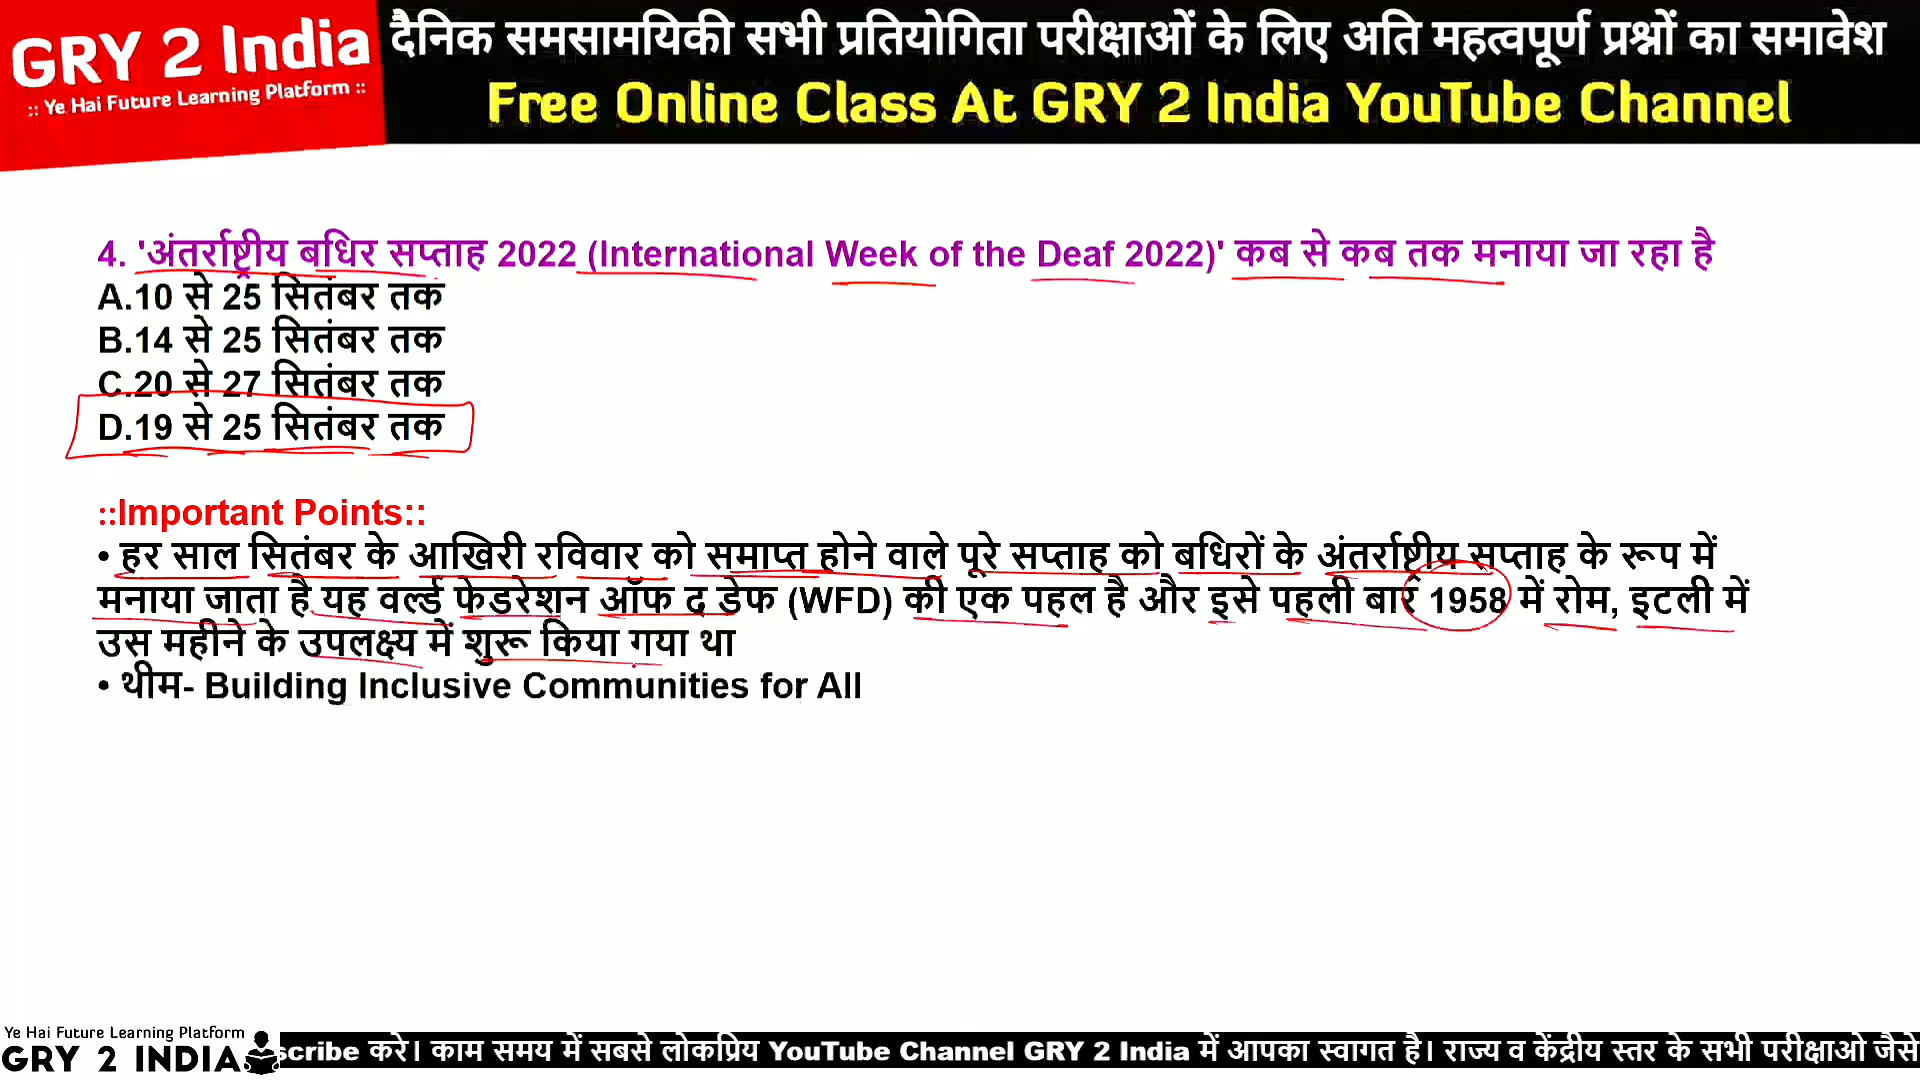 GRY 2 India
:: Ye Hai Future Learning Platform ::
दैनिक समसामयिकी सभी प्रतियोगिता परीक्षाओं के लिए अति महत्वपूर्ण प्रश्नों का समावेश
Free Online Class At GRY 2 India YouTube Channel
4. 'अंतर्राष्ट्रीय बधिर सप्ताह 2022 (International Week of the Deaf 2022)' कब से कब तक मनाया जा रहा है
A.10 से 25 सितंबर तक
B.14 से 25 सितंबर तक
C.20 से 27 सितंबर तक
D.19 से 25 सितंबर तक
::Important Points::
• हर साल सितंबर के आखिरी रविवार को समाप्त होने वाले पूरे सप्ताह को बधिरों के अंतर्राष्ट्रीय सप्ताह के रूप में
मनाया जाता है यह वर्ल्ड फेडरेशन ऑफ द डेफ (WFD) की एक पहल है और इसे पहली बार 1958 में रोम, इटली में
उस महीने के उपलक्ष्य में शुरू किया गया था
• थीम- Building Inclusive Communities for All
Ye Hai Future Learning Platform
GRY 2 INDIA
scribe करे। काम समय में सबसे लोकप्रिय YouTube Channel GRY 2 India में आपका स्वागत है। राज्य व केंद्रीय स्तर के सभी परीक्षाओ जैसे